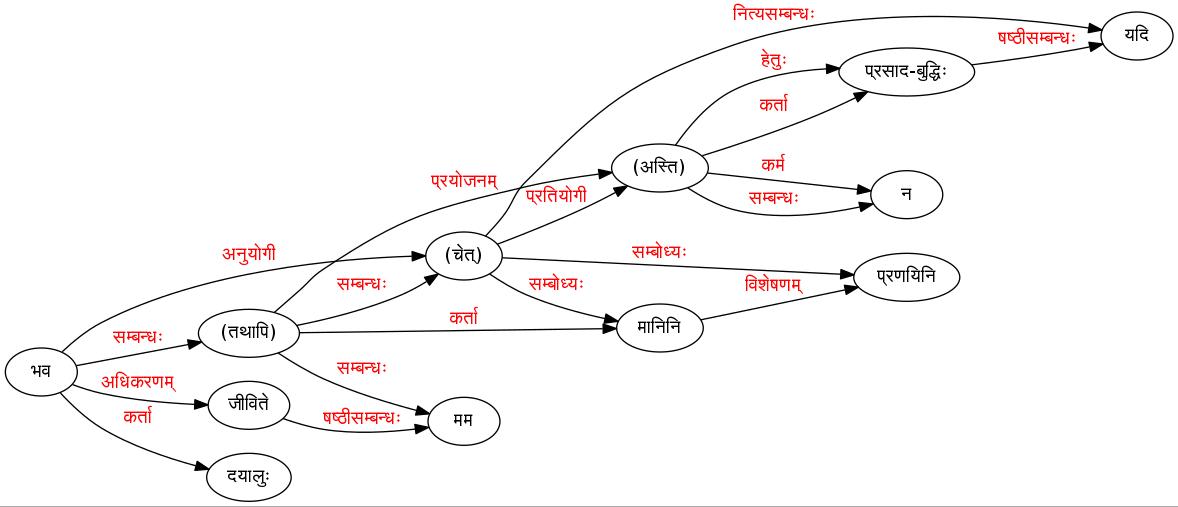 नित्यसम्बन्धः
यदि
षष्ठीसम्बन्धः
हेतुः
प्रसाद-बुद्धिः
कर्ता
(अस्ति)
कर्म
प्रयोजनम्
प्रतियोगी
न
सम्बन्धः
अनुयोगी
(चेत्)
सम्बोध्यः
प्रणयिनि
सम्बन्धः
सम्बोध्यः
विशेषणम्
कर्ता
मानिनि
सम्बन्धः
(तथापि)
भव
सम्बन्धः
अधिकरणम्
जीविते
षष्ठीसम्बन्धः
मम
कर्ता
दयालुः